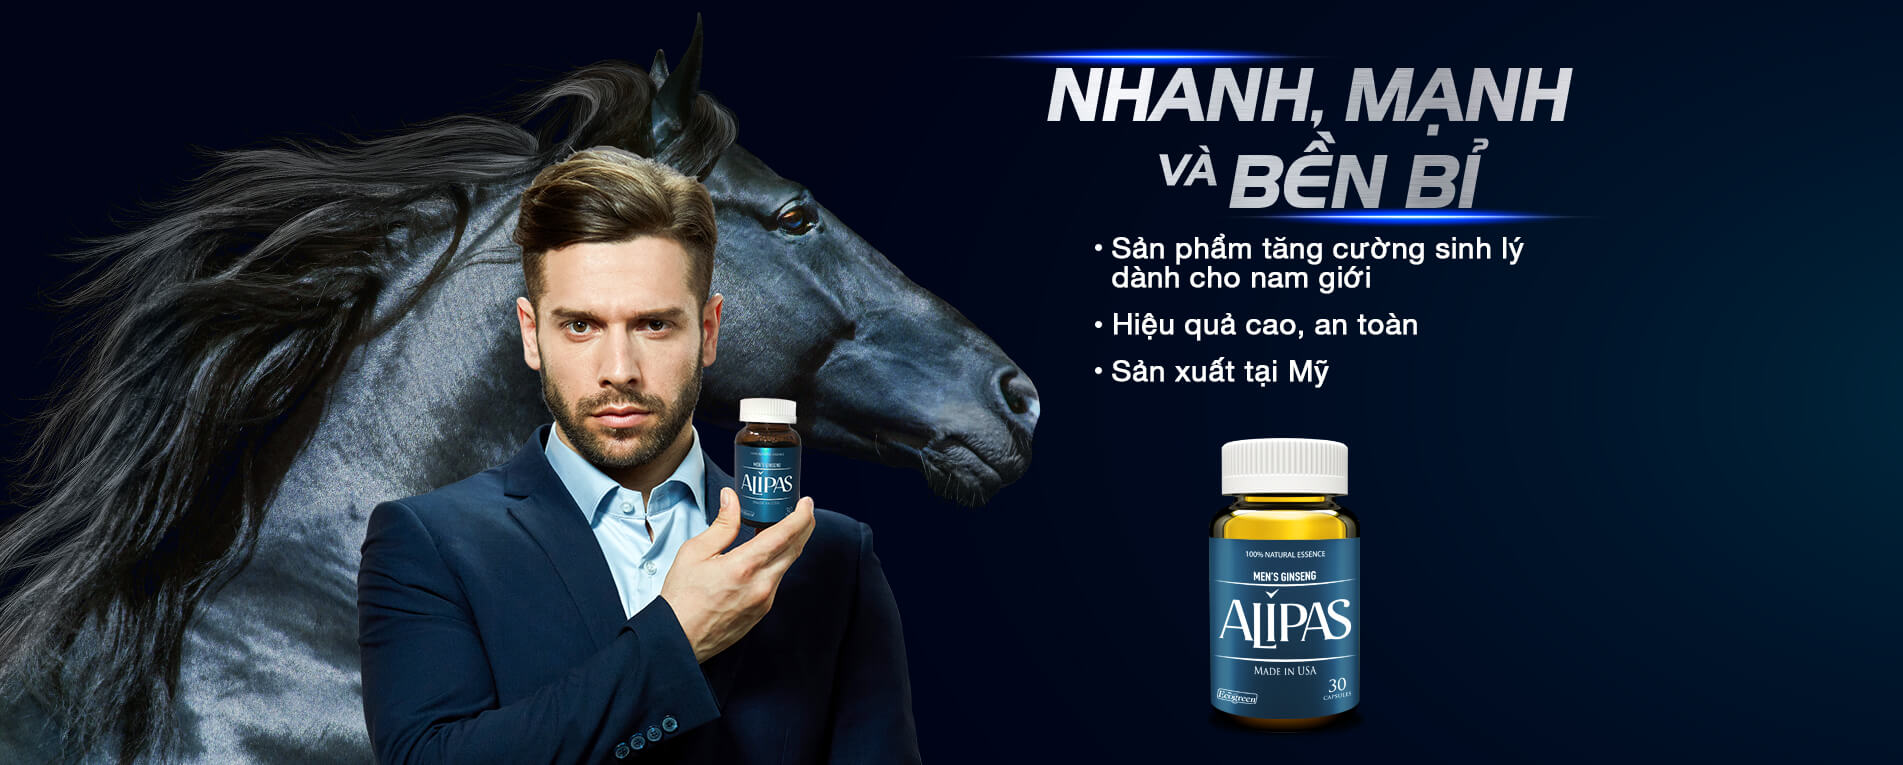 NHANH, MẠNH
VÀ BỀN BỈ
• Sản phẩm tăng cường sinh lý
dành cho nam giới
• Hiệu quả cao, an toàn
• Sản xuất tại Mỹ
MEN'S GINSENG
ALIPAS
30
100% NATURAL ESSENCE
MEN'S GINSENG
ALIPAS
MADE IN USA
Ecogreen
30
CAPSULES